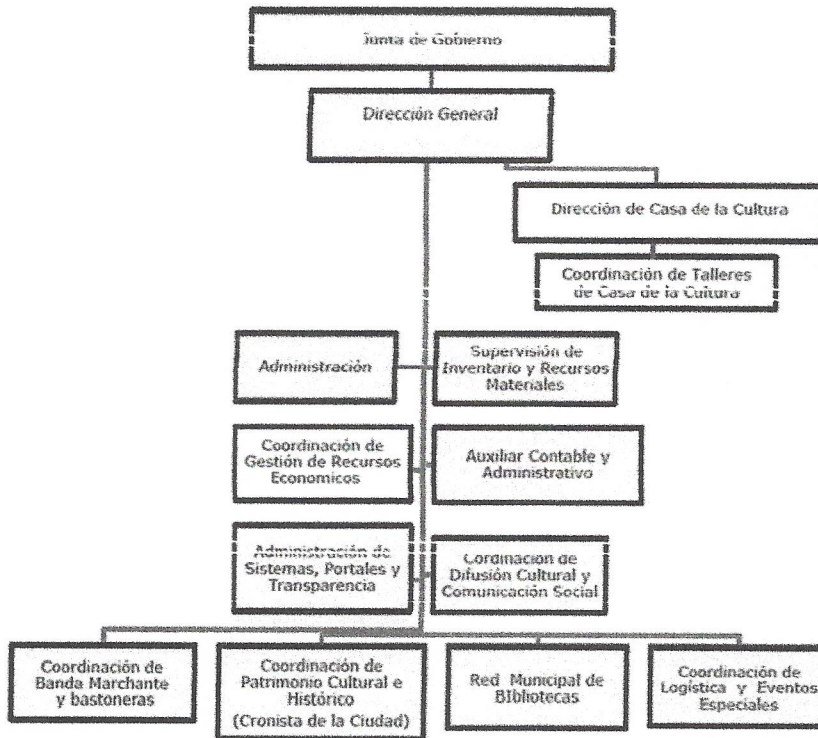 Junta de Gobierno
Dirección General
Dirección de Casa de la Cultura
Coordinación de Talleres
de Casa de la Cultura
Administración
Supervisión de
Inventario y Recursos
Materiales
Coordinación de
Gestión de Recursos
Economicos
Auxiliar Contable y
Administrativo
Administración de
Sistemas, Portales y
Transparencia
Cordinación de
Difusión Cultural y
Comunicación Social
Coordinación de
Banda Marchante
y bastoneras
Coordinación de
Patrimonio Cultural e
Histórico
(Cronista de la Ciudad)
Red Municipal de
BIbliotecas
Coordinación de
Logística y Eventos
Especiales